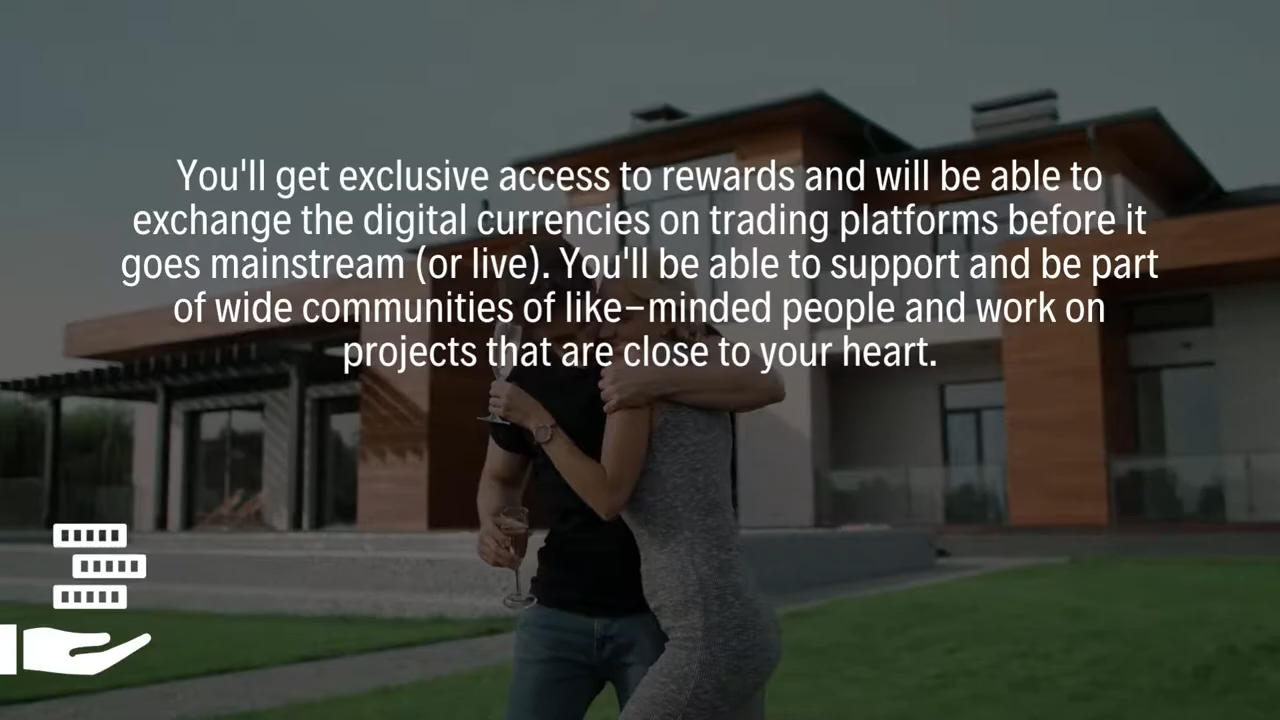 You'll get exclusive access to rewards and will be able to
exchange the digital currencies on trading platforms before it
goes mainstream (or live). You'll be able to support and be part
of wide communities of like–minded people and work on
projects that are close to your heart.